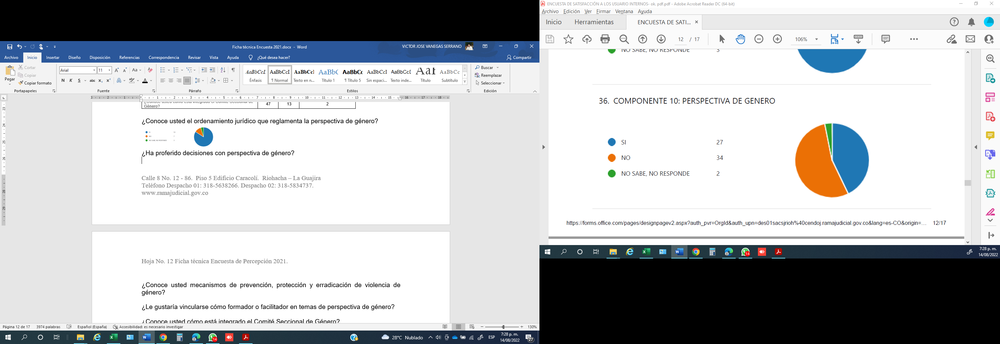 Ficha técnica Encuesta 2021.docx - Word
VICTOR JOSE VANEGAS SERRANO
Archivo Inicio Insertar Diseño Disposición Referencias Correspondencia Revisar Vista Ayuda ¿Qué desea hacer? Compartir
Pegar
Cortar
Copiar
Copiar formato
Portapapeles
Arial 11
N K S abc x₂ x²
Fuente
Párrafo
AaBbCcI AaBbCcI AaBbCcI AaBbC AaBbCc AaBbCcI AaBbCcI AaI AaBbCc
Énfasis ¶ Normal Texto en n... Título 1 ¶ Título 5 Sin espaci... Texto inde... Título Subtítulo
Estilos
Buscar
Reemplazar
Seleccionar
Edición
¿Conoce usted cómo está integrado el Comité Seccional de
Género? 47 13 2
¿Conoce usted el ordenamiento jurídico que reglamenta la perspectiva de género?
SI
NO
NO SABE, NO RESPONDE
¿Ha proferido decisiones con perspectiva de género?
Calle 8 No. 12 - 86. Piso 5 Edificio Caracolí. Riohacha – La Guajira
Teléfono Despacho 01: 318-5638266. Despacho 02: 318-5834737.
www.ramajudicial.gov.co
Hoja No. 12 Ficha técnica Encuesta de Percepción 2021.
¿Conoce usted mecanismos de prevención, protección y erradicación de violencia de
género?
¿Le gustaría vincularse cómo formador o facilitador en temas de perspectiva de género?
¿Conoce usted cómo está integrado el Comité Seccional de Género?
Página 12 de 17 3974 palabras Español (España) Accesibilidad: es necesario investigar 130%
14 28°C Nublado ESP 7:28 p. m.
14/08/2022 27
ENCUESTA DE SATISFACCIÓN A LOS USUARIO INTERNOS- ok. pdf.pdf - Adobe Acrobat Reader DC (64-bit)
Archivo Edición Ver Firmar Ventana Ayuda
Inicio Herramientas ENCUESTA DE SATI...
12 / 17 106%
NO SABE, NO RESPONDE 3
36. COMPONENTE 10: PERSPECTIVA DE GENERO
SI 27
NO 34
NO SABE, NO RESPONDE 2
https://forms.office.com/pages/designpagev2.aspx?auth_pvr=OrgId&auth_upn=des01sacsjrioh%40cendoj.ramajudicial.gov.co&lang=es-CO&origin=... 12/17
14 7:28 p. m.
14/08/2022